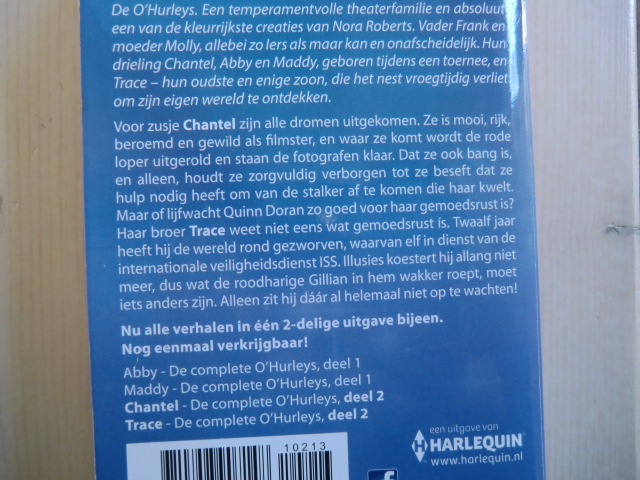 De O'Hurleys. Een temperamentvolle theaterfamilie en absoluut
een van de kleurrijkste creaties van Nora Roberts. Vader Frank en
moeder Molly, allebei zo Iers als maar kan en onafscheidelijk. Hun
drieling Chantel, Abby en Maddy, geboren tijdens een toernee, en
Trace – hun oudste en enige zoon, die het nest vroegtijdig verliet
om zijn eigen wereld te ontdekken.
Voor zusje Chantel zijn alle dromen uitgekomen. Ze is mooi, rijk,
beroemd en gewild als filmster, en waar ze komt wordt de rode
loper uitgerold en staan de fotografen klaar. Dat ze ook bang is,
en alleen, houdt ze zorgvuldig verborgen tot ze beseft dat ze
hulp nodig heeft om van de stalker af te komen die haar kwelt.
Maar of lijfwacht Quinn Doran zo goed voor haar gemoedsrust is?
Haar broer Trace weet niet eens wat gemoedsrust ís. Twaalf jaar
heeft hij de wereld rond gezworven, waarvan elf in dienst van de
internationale veiligheidsdienst ISS. Illusies koestert hij allang niet
meer, dus wat de roodharige Gillian in hem wakker roept, moet
iets anders zijn. Alleen zit hij dáár al helemaal niet op te wachten!
Nu alle verhalen in één 2-delige uitgave bijeen.
Nog eenmaal verkrijgbaar!
Abby - De complete O'Hurleys, deel 1
Maddy - De complete O'Hurleys, deel 1
Chantel - De complete O'Hurleys, deel 2
Trace - De complete O'Hurleys, deel 2
10213
een uitgave van
HARLEQUIN
www.harlequin.nl
f